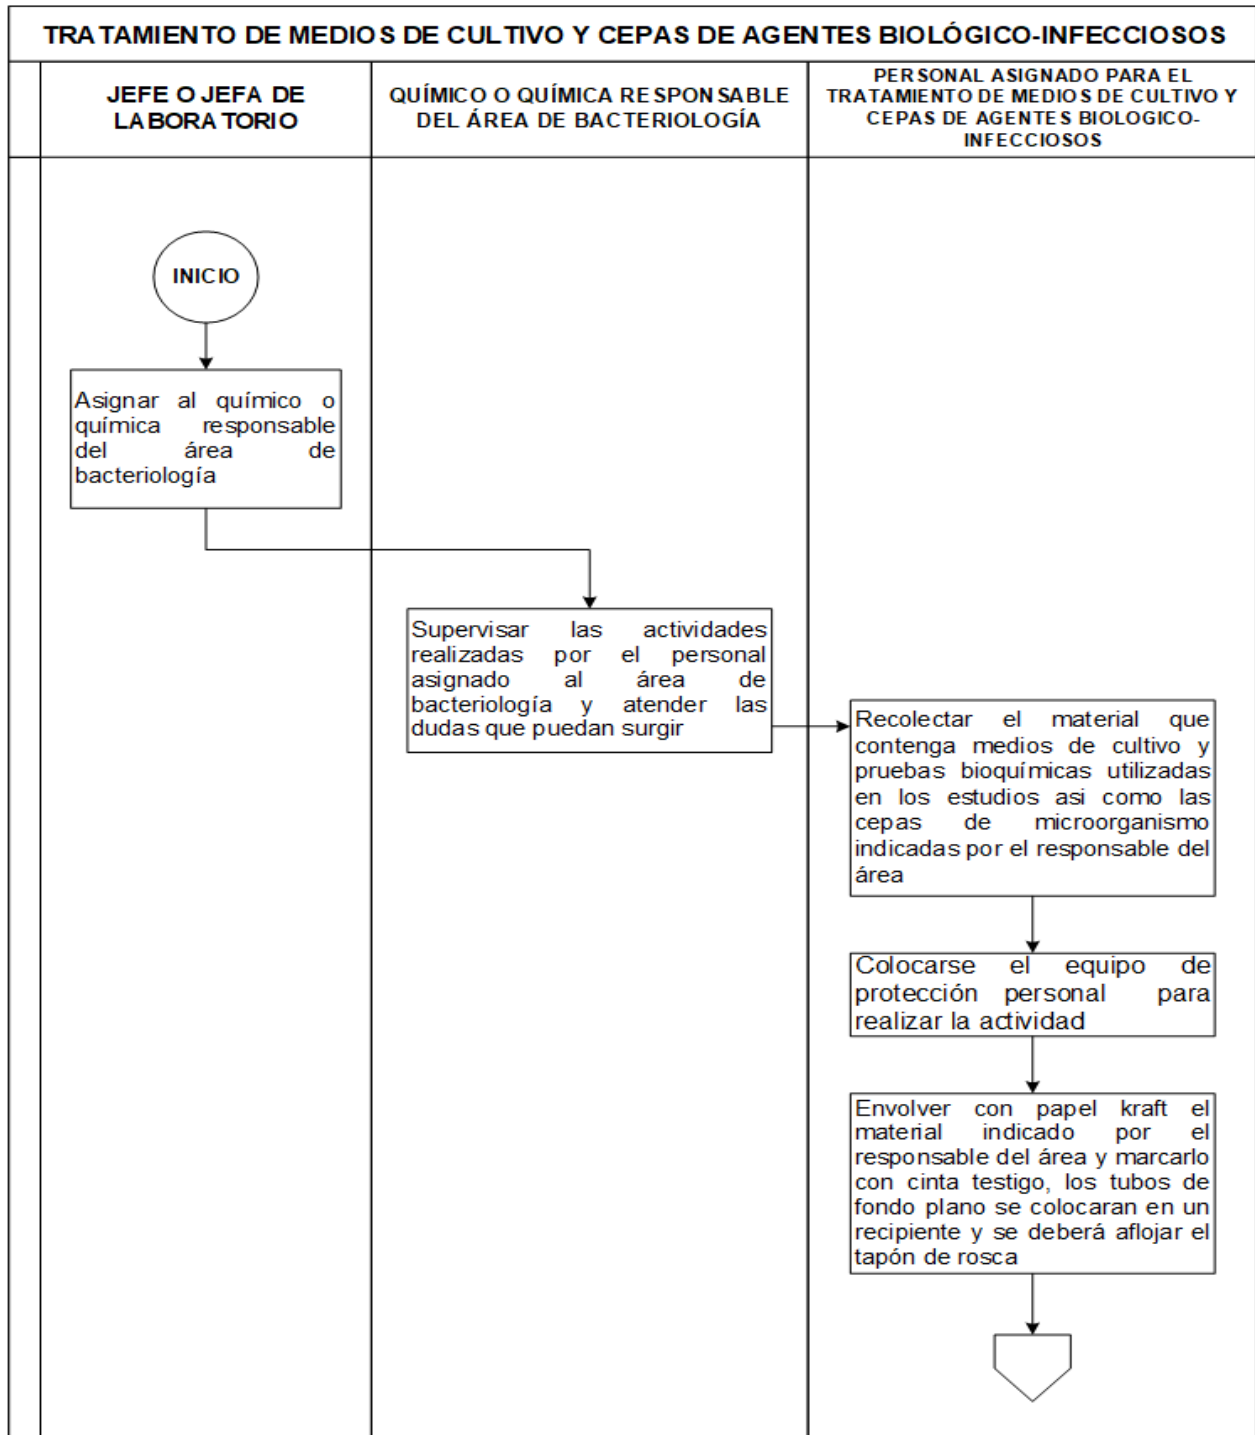 TRATAMIENTO DE MEDIOS DE CULTIVO Y CEPAS DE AGENTES BIOLÓGICO-INFECCIOSOS
JEFE O JEFA DE
LABORATORIO
QUÍMICO O QUÍMICA RESPONSABLE
DEL ÁREA DE BACTERIOLOGÍA
PERSONAL ASIGNADO PARA EL
TRATAMIENTO DE MEDIOS DE CULTIVO Y
CEPAS DE AGENTES BIOLOGICO-
INFECCIOSOS
INICIO
Asignar al químico o
química responsable
del área de
bacteriología
Supervisar las actividades
realizadas por el personal
asignado al área de
bacteriología y atender las
dudas que puedan surgir
Recolectar el material que
contenga medios de cultivo y
pruebas bioquímicas utilizadas
en los estudios asi como las
cepas de microorganismo
indicadas por el responsable del
área
Colocarse el equipo de
protección personal para
realizar la actividad
Envolver con papel kraft el
material indicado por el
responsable del área y marcarlo
con cinta testigo, los tubos de
fondo plano se colocaran en un
recipiente y se deberá aflojar el
tapón de rosca